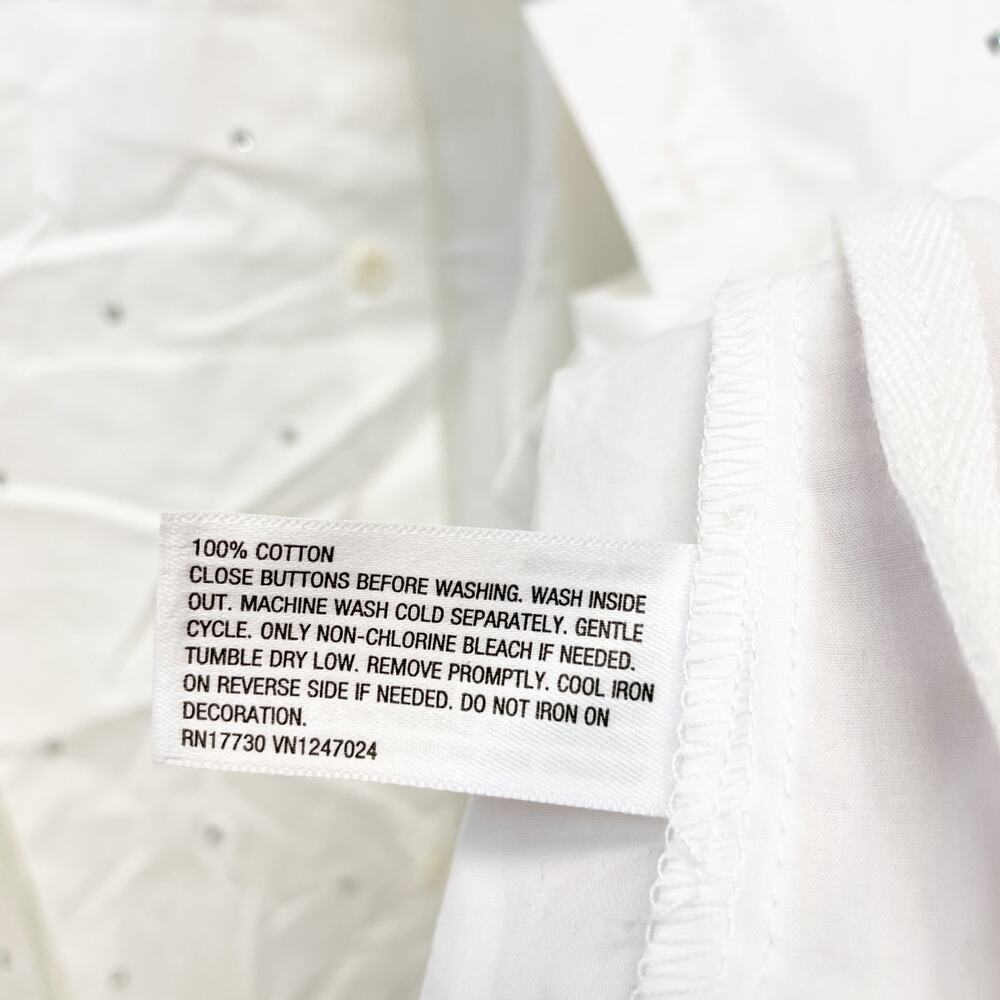 100% COTTON
CLOSE BUTTONS BEFORE WASHING. WASH INSIDE
OUT. MACHINE WASH COLD SEPARATELY. GENTLE
CYCLE. ONLY NON-CHLORINE BLEACH IF NEEDED.
TUMBLE DRY LOW. REMOVE PROMPTLY. COOL IRON
ON REVERSE SIDE IF NEEDED. DO NOT IRON ON
DECORATION.
RN17730 VN1247024